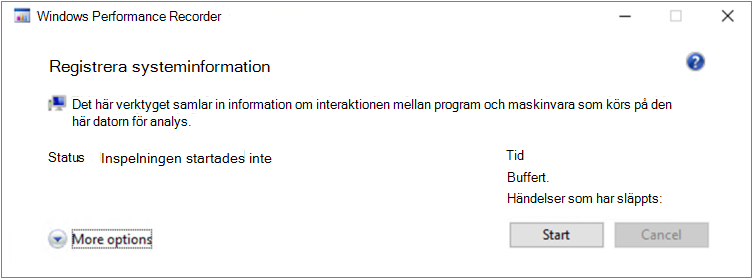 Windows Performance Recorder
Registrera systeminformation
Det här verktyget samlar in information om interaktionen mellan program och maskinvara som körs på den
här datorn för analys.
Status Inspelningen startades inte
Tid
Buffert.
Händelser som har släppts:
More options
Start
Cancel